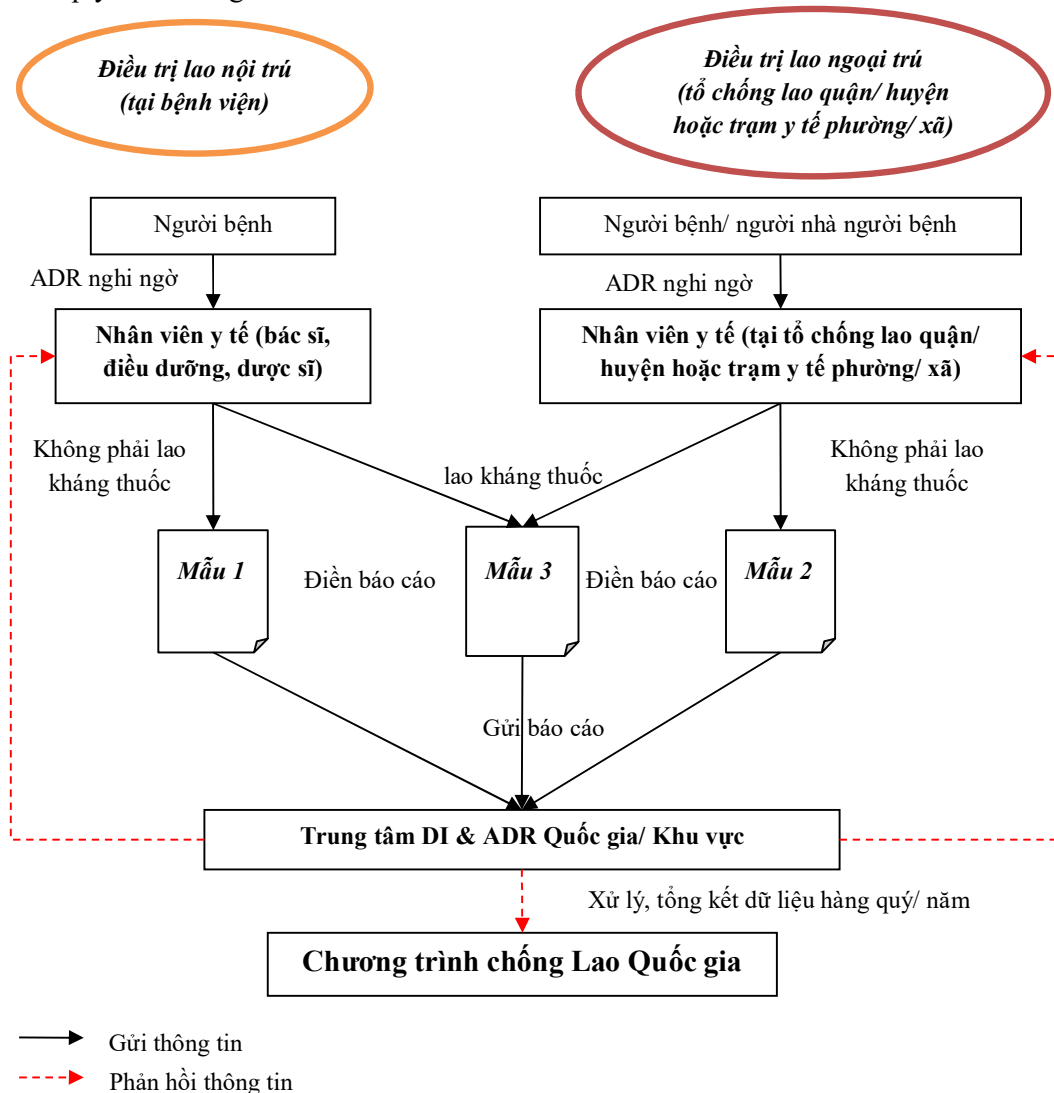 Điều trị lao nội trú
(tại bệnh viện)
Điều trị lao ngoại trú
(tổ chống lao quận/ huyện
hoặc trạm y tế phường/ xã)
Người bệnh
Người bệnh/ người nhà người bệnh
ADR nghi ngờ
ADR nghi ngờ
Nhân viên y tế (bác sĩ,
điều dưỡng, dược sĩ)
Nhân viên y tế (tại tổ chống lao quận/
huyện hoặc trạm y tế phường/ xã)
Không phải lao
kháng thuốc
lao kháng thuốc
Không phải lao
kháng thuốc
Mẫu 1
Điền báo cáo
Mẫu 3
Điền báo cáo
Mẫu 2
Gửi báo cáo
Trung tâm DI & ADR Quốc gia/ Khu vực
Xử lý, tổng kết dữ liệu hàng quý/ năm
Chương trình chống Lao Quốc gia
Gửi thông tin
Phản hồi thông tin